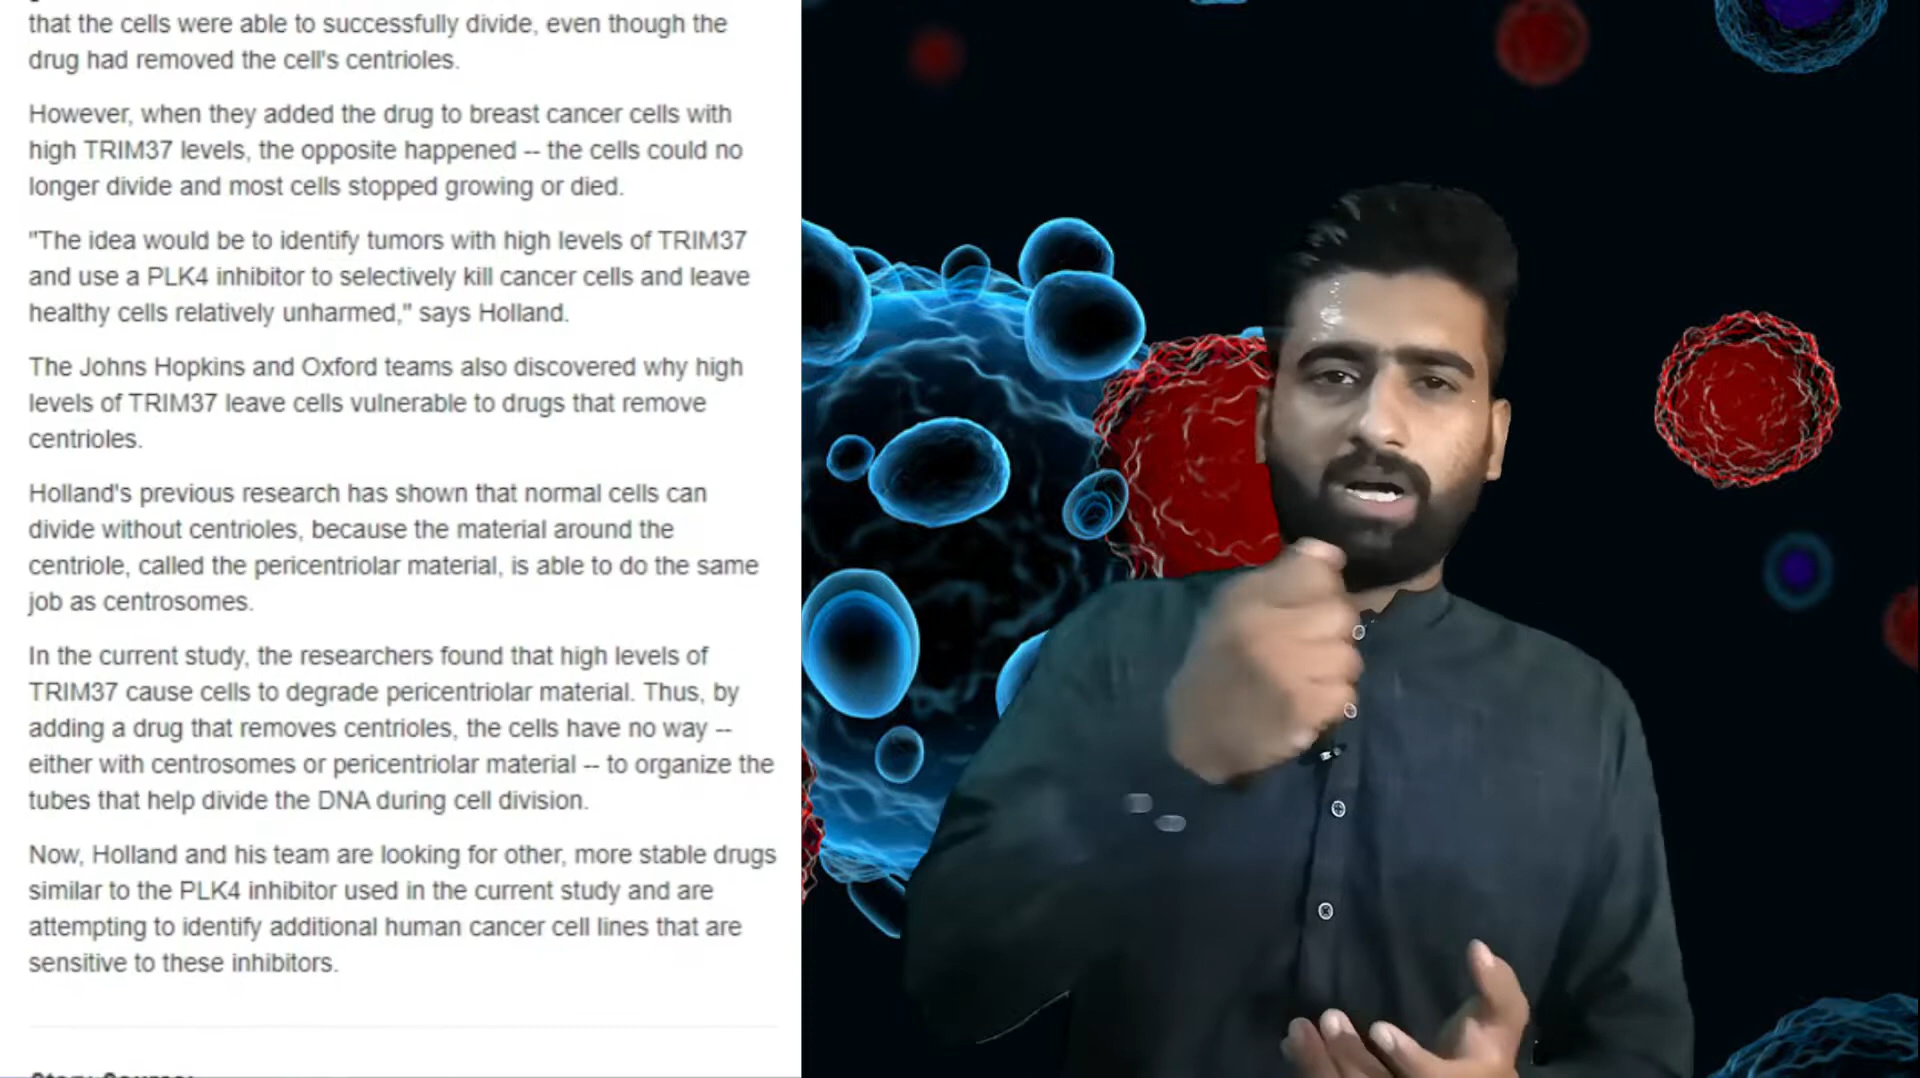 that the cells were able to successfully divide, even though the
drug had removed the cell's centrioles.
However, when they added the drug to breast cancer cells with
high TRIM37 levels, the opposite happened -- the cells could no
longer divide and most cells stopped growing or died.
"The idea would be to identify tumors with high levels of TRIM37
and use a PLK4 inhibitor to selectively kill cancer cells and leave
healthy cells relatively unharmed," says Holland.
The Johns Hopkins and Oxford teams also discovered why high
levels of TRIM37 leave cells vulnerable to drugs that remove
centrioles.
Holland's previous research has shown that normal cells can
divide without centrioles, because the material around the
centriole, called the pericentriolar material, is able to do the same
job as centrosomes.
In the current study, the researchers found that high levels of
TRIM37 cause cells to degrade pericentriolar material. Thus, by
adding a drug that removes centrioles, the cells have no way --
either with centrosomes or pericentriolar material -- to organize the
tubes that help divide the DNA during cell division.
Now, Holland and his team are looking for other, more stable drugs
similar to the PLK4 inhibitor used in the current study and are
attempting to identify additional human cancer cell lines that are
sensitive to these inhibitors.